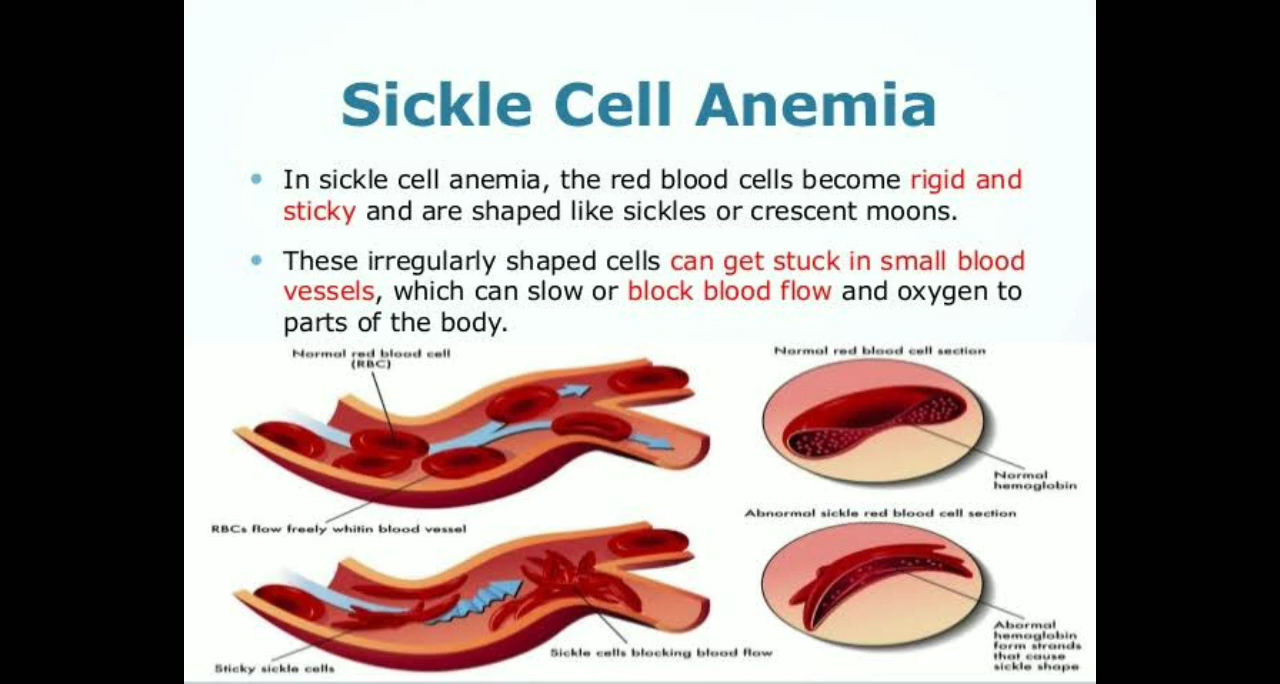 Sickle Cell Anemia
• In sickle cell anemia, the red blood cells become rigid and
sticky and are shaped like sickles or crescent moons.
• These irregularly shaped cells can get stuck in small blood
vessels, which can slow or block blood flow and oxygen to
parts of the body.
Normal red blood cell
(RBC)
RBCs flow freely whitin blood vessel
Normal red blood cell section
Normal
hemoglobin
Sticky sickle cells
Sickle cells blocking blood flow
Abnormal sickle red blood cell section
Abormal
hemoglobin
form strands
that cause
sickle shape